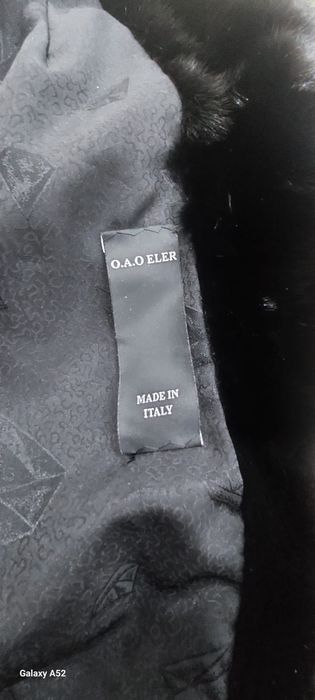 O.A.O ELER
MADE IN
ITALY
Galaxy A52